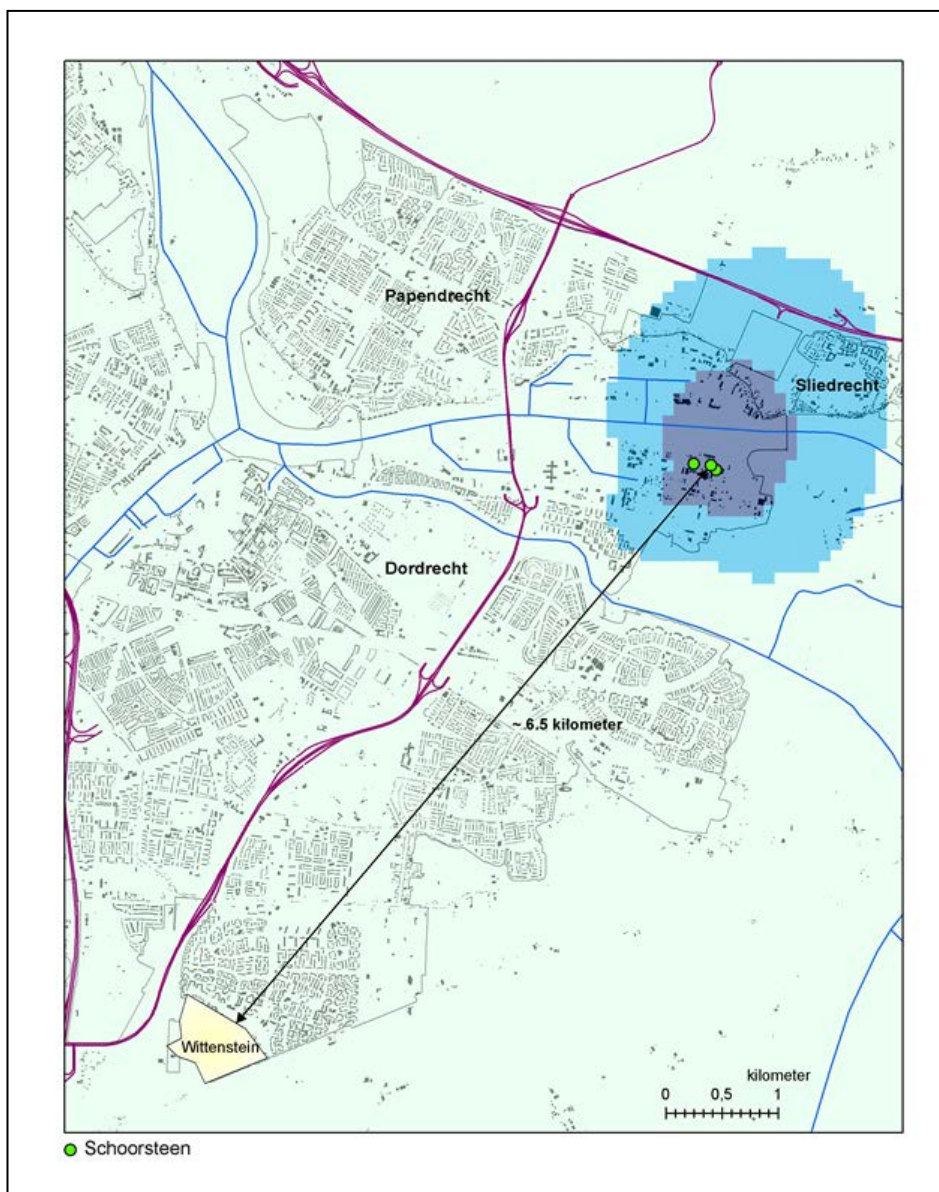 Papendrecht
Sliedrecht
Dordrecht
~ 6.5 kilometer
Wittenstein
kilometer
0 0,5 1
Schoorsteen